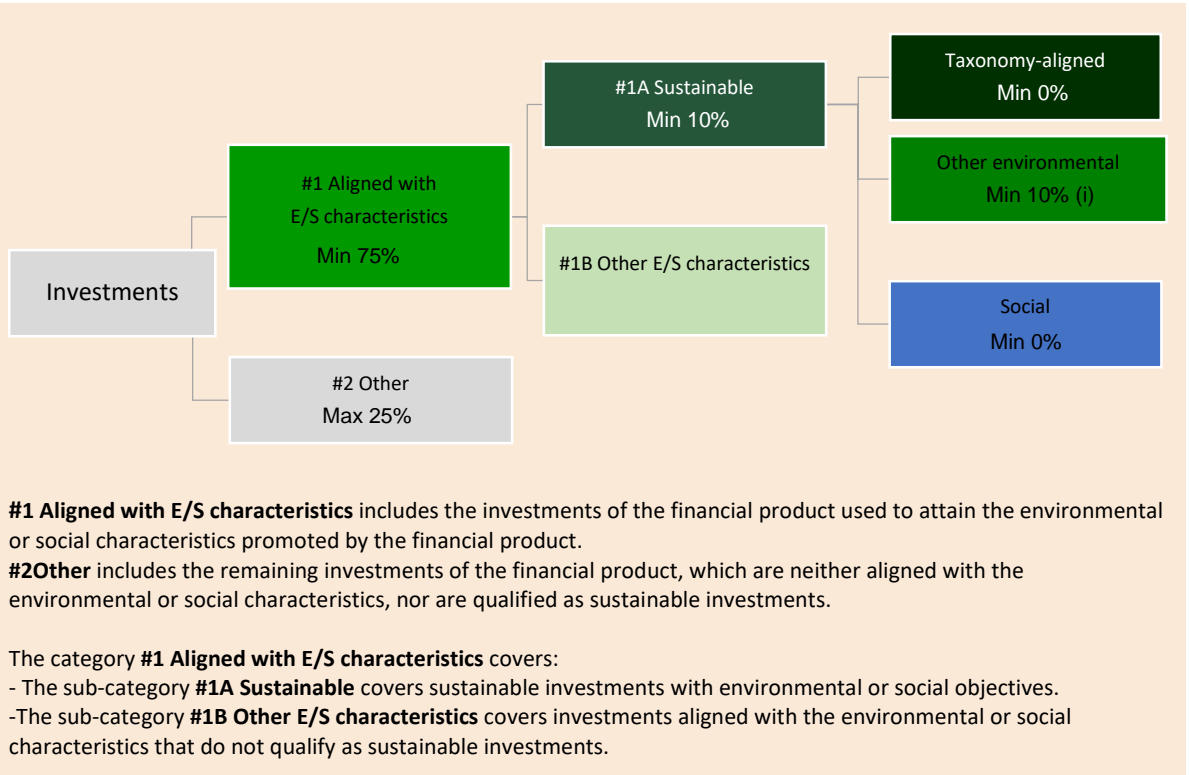 Investments
#1 Aligned with
E/S characteristics
Min 75%
#2 Other
Max 25%
#1A Sustainable
Min 10%
#1B Other E/S characteristics
Taxonomy-aligned
Min 0%
Other environmental
Min 10% (i)
Social
Min 0%
#1 Aligned with E/S characteristics includes the investments of the financial product used to attain the environmental
or social characteristics promoted by the financial product.
#2Other includes the remaining investments of the financial product, which are neither aligned with the
environmental or social characteristics, nor are qualified as sustainable investments.
The category #1 Aligned with E/S characteristics covers:
- The sub-category #1A Sustainable covers sustainable investments with environmental or social objectives.
-The sub-category #1B Other E/S characteristics covers investments aligned with the environmental or social
characteristics that do not qualify as sustainable investments.